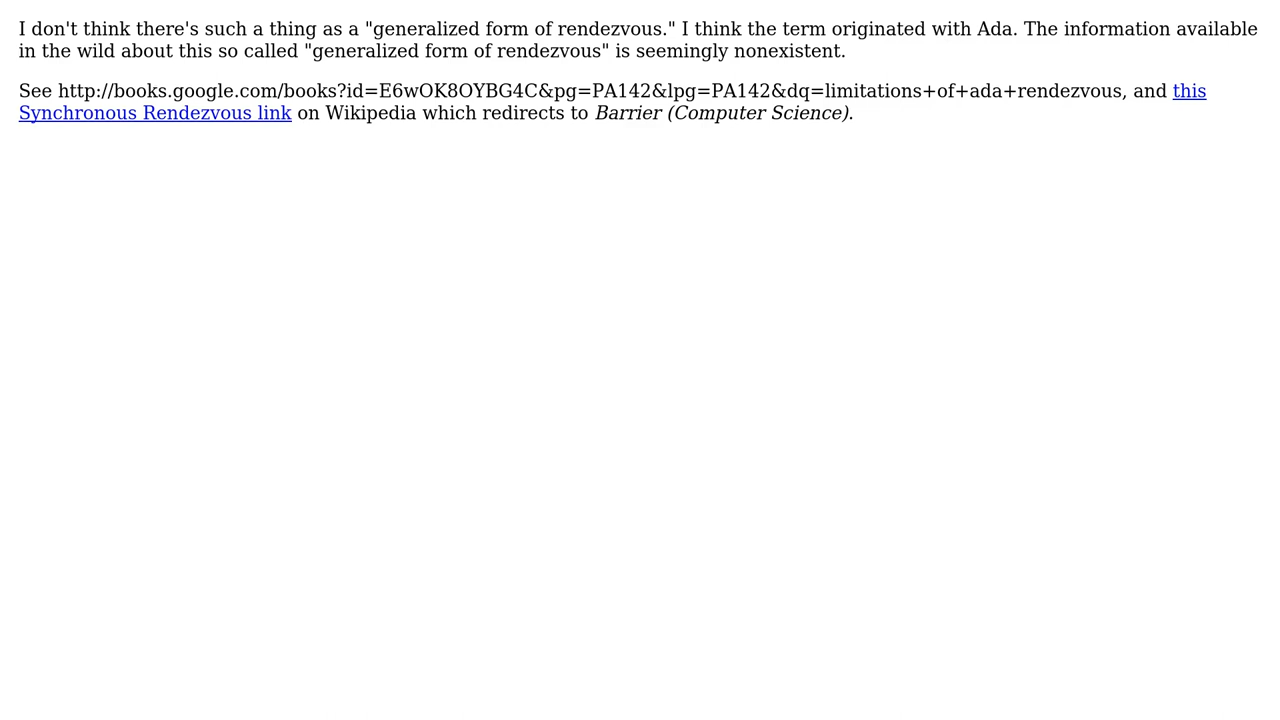 I don't think there's such a thing as a "generalized form of rendezvous." I think the term originated with Ada. The information available
in the wild about this so called "generalized form of rendezvous" is seemingly nonexistent.
See http://books.google.com/books?id=E6wOK8OYBG4C&pg=PA142&lpg=PA142&dq=limitations+of+ada+rendezvous, and this
Synchronous Rendezvous link on Wikipedia which redirects to Barrier (Computer Science).